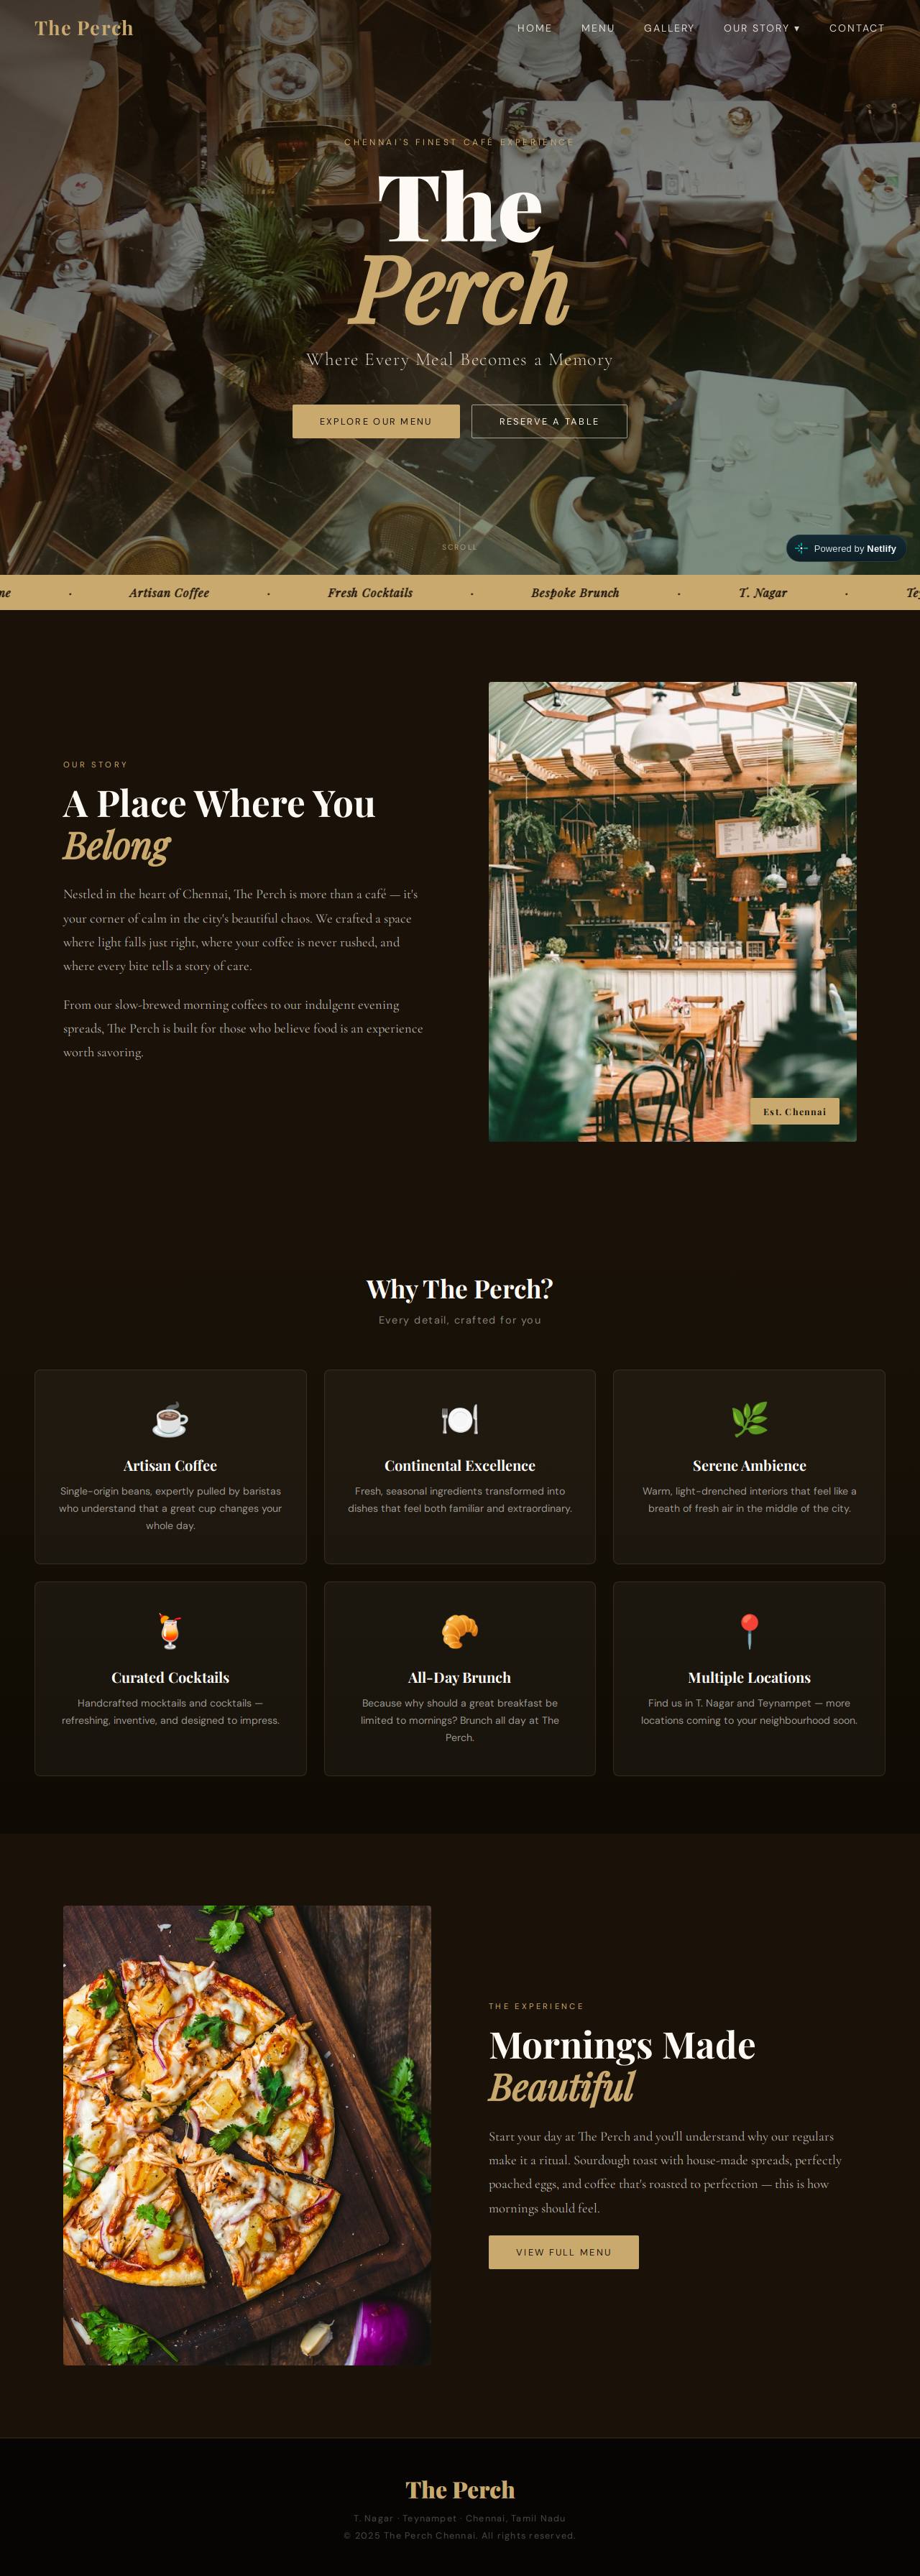 The Perch
HOME MENU GALLERY OUR STORY ▾ CONTACT
CHENNAI'S FINEST CAFÉ EXPERIENCE
The
Perch
Where Every Meal Becomes a Memory
EXPLORE OUR MENU RESERVE A TABLE
SCROLL
Powered by Netlify
ne • Artisan Coffee • Fresh Cocktails • Bespoke Brunch • T. Nagar • Te
OUR STORY
A Place Where You
Belong
Nestled in the heart of Chennai, The Perch is more than a café — it's
your corner of calm in the city's beautiful chaos. We crafted a space
where light falls just right, where your coffee is never rushed, and
where every bite tells a story of care.
From our slow-brewed morning coffees to our indulgent evening
spreads, The Perch is built for those who believe food is an experience
worth savoring.
Est. Chennai
Why The Perch?
Every detail, crafted for you
Artisan Coffee
Single-origin beans, expertly pulled by baristas
who understand that a great cup changes your
whole day.
Continental Excellence
Fresh, seasonal ingredients transformed into
dishes that feel both familiar and extraordinary.
Serene Ambience
Warm, light-drenched interiors that feel like a
breath of fresh air in the middle of the city.
Curated Cocktails
Handcrafted mocktails and cocktails —
refreshing, inventive, and designed to impress.
All-Day Brunch
Because why should a great breakfast be
limited to mornings? Brunch all day at The
Perch.
Multiple Locations
Find us in T. Nagar and Teynampet — more
locations coming to your neighbourhood soon.
THE EXPERIENCE
Mornings Made
Beautiful
Start your day at The Perch and you'll understand why our regulars
make it a ritual. Sourdough toast with house-made spreads, perfectly
poached eggs, and coffee that's roasted to perfection — this is how
mornings should feel.
VIEW FULL MENU
The Perch
T. Nagar · Teynampet · Chennai, Tamil Nadu
© 2025 The Perch Chennai. All rights reserved.